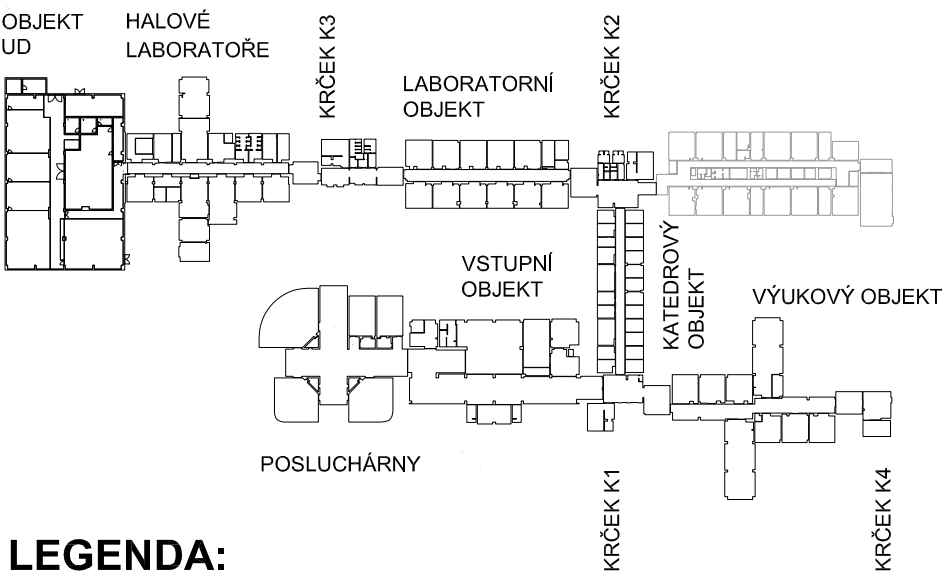 OBJEKT
UD
HALOVÉ
LABORATOŘE
KRČEK K3
LABORATORNÍ
OBJEKT
KRČEK K2
VSTUPNÍ
OBJEKT
KATEDROVÝ
OBJEKT
VÝUKOVÝ OBJEKT
POSLUCHÁRNY
KRČEK K1
KRČEK K4
LEGENDA: